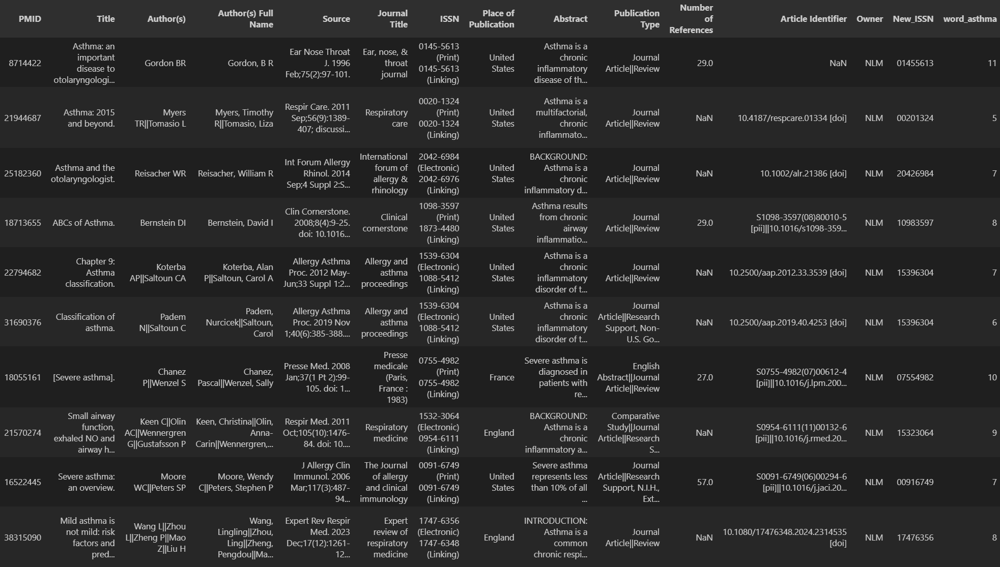 PMID Title Author(s) Author(s) Full Name Source Journal Title ISSN Place of Publication Abstract Publication Type Number of References Article Identifier Owner New_ISSN word_asthma
8714422 Asthma: an important disease to otolaryngologi... Gordon BR Gordon, B R Ear Nose Throat J. 1996 Feb;75(2):97-101. Ear, nose, & throat journal 0145-5613 (Print) 0145-5613 (Linking) United States Asthma is a chronic inflammatory disease of th... Journal Article||Review 29.0 NaN NLM 01455613 11
21944687 Asthma: 2015 and beyond. Myers TR||Tomasio L Myers, Timothy R||Tomasio, Liza Respir Care. 2011 Sep;56(9):1389-407; discussi... Respiratory care 0020-1324 (Print) 0020-1324 (Linking) United States Asthma is a multifactorial, chronic inflammato... Journal Article||Review NaN 10.4187/respcare.01334 [doi] NLM 00201324 5
25182360 Asthma and the otolaryngologist. Reisacher WR Reisacher, William R Int Forum Allergy Rhinol. 2014 Sep;4 Suppl 2:S... International forum of allergy & rhinology 2042-6984 (Electronic) 2042-6976 (Linking) United States BACKGROUND: Asthma is a chronic inflammatory d... Journal Article||Review NaN 10.1002/alr.21386 [doi] NLM 20426984 7
18713655 ABCs of Asthma. Bernstein DI Bernstein, David I Clin Cornerstone. 2008;8(4):9-25. doi: 10.1016... Clinical cornerstone 1098-3597 (Print) 1873-4480 (Linking) United States Asthma results from chronic airway inflammatio... Journal Article||Review 29.0 S1098-3597(08)80010-5 [pii]||10.1016/s1098-359... NLM 10983597 8
22794682 Chapter 9: Asthma classification. Koterba AP||Saltoun CA Koterba, Alan P||Saltoun, Carol A Allergy Asthma Proc. 2012 May-Jun;33 Suppl 1:2... Allergy and asthma proceedings 1539-6304 (Electronic) 1088-5412 (Linking) United States Asthma is a chronic inflammatory disorder of t... Journal Article||Review NaN 10.2500/aap.2012.33.3539 [doi] NLM 15396304 7
31690376 Classification of asthma. Padem N||Saltoun C Padem, Nurcicek||Saltoun, Carol Allergy Asthma Proc. 2019 Nov 1;40(6):385-388.... Allergy and asthma proceedings 1539-6304 (Electronic) 1088-5412 (Linking) United States Asthma is a chronic inflammatory disorder of t... Journal Article||Research Support, Non-U.S. Go... NaN 10.2500/aap.2019.40.4253 [doi] NLM 15396304 6
18055161 [Severe asthma]. Chanez P||Wenzel S Chanez, Pascal||Wenzel, Sally Presse Med. 2008 Jan;37(1 Pt 2):99-105. doi: 1... Presse medicale (Paris, France : 1983) 0755-4982 (Print) 0755-4982 (Linking) France Severe asthma is diagnosed in patients with re... English Abstract||Journal Article||Review 27.0 S0755-4982(07)00612-4 [pii]||10.1016/j.lpm.200... NLM 07554982 10
21570274 Small airway function, exhaled NO and airway h... Keen C||Olin AC||Wennergren G||Gustafsson P Keen, Christina||Olin, Anna-Carin||Wennergren,... Respir Med. 2011 Oct;105(10):1476-84. doi: 10.... Respiratory medicine 1532-3064 (Electronic) 0954-6111 (Linking) England BACKGROUND: Asthma is a chronic inflammatory a... Comparative Study||Journal Article||Research S... NaN S0954-6111(11)00132-6 [pii]||10.1016/j.rmed.20... NLM 15323064 9
16522445 Severe asthma: an overview. Moore WC||Peters SP Moore, Wendy C||Peters, Stephen P J Allergy Clin Immunol. 2006 Mar;117(3):487-94... The Journal of allergy and clinical immunology 0091-6749 (Print) 0091-6749 (Linking) United States Severe asthma represents less than 10% of all ... Journal Article||Research Support, N.I.H., Ext... 57.0 S0091-6749(06)00294-6 [pii]||10.1016/j.jaci.20... NLM 00916749 7
38315090 Mild asthma is not mild: risk factors and pred... Wang L||Zhou L||Zheng P||Mao Z||Liu H Wang, Lingling||Zhou, Ling||Zheng, Pengdou||Ma... Expert Rev Respir Med. 2023 Dec;17(12):1261-12... Expert review of respiratory medicine 1747-6356 (Electronic) 1747-6348 (Linking) England INTRODUCTION: Asthma is a common chronic respi... Journal Article||Review NaN 10.1080/17476348.2024.2314535 [doi] NLM 17476356 8